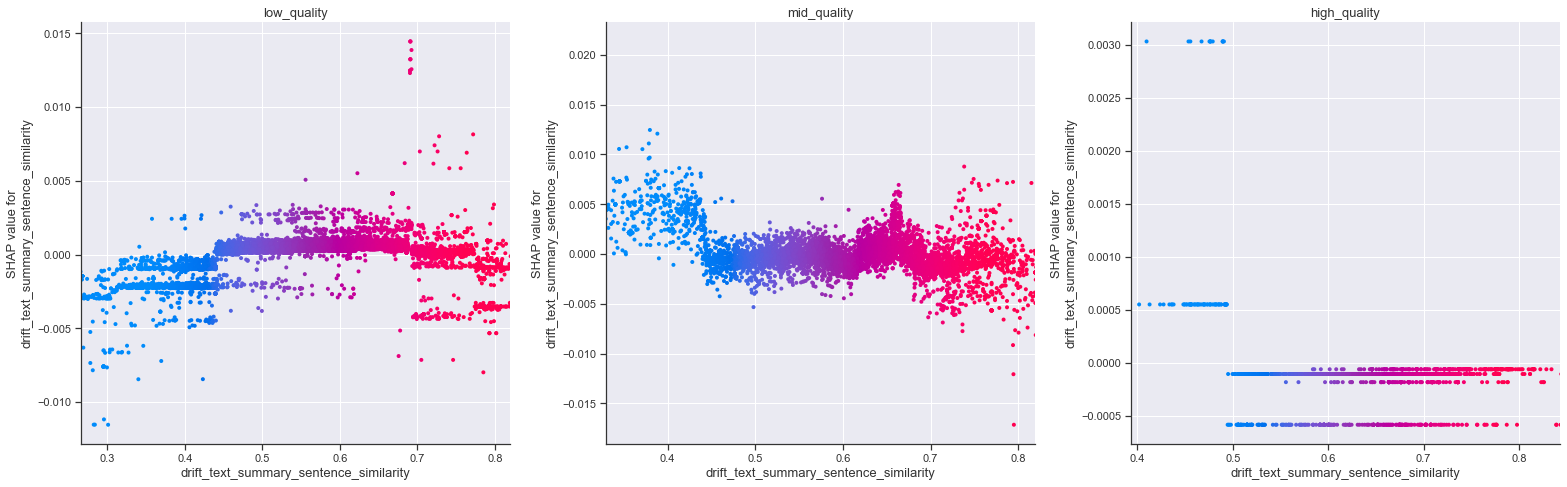 low_quality
0.015
0.010
0.005
0.000
−0.005
−0.010
SHAP value for
drift_text_summary_sentence_similarity
0.3 0.4 0.5 0.6 0.7 0.8
drift_text_summary_sentence_similarity
mid_quality
0.020
0.015
0.010
0.005
0.000
−0.005
−0.010
−0.015
SHAP value for
drift_text_summary_sentence_similarity
0.4 0.5 0.6 0.7 0.8
drift_text_summary_sentence_similarity
high_quality
0.0030
0.0025
0.0020
0.0015
0.0010
0.0005
0.0000
−0.0005
SHAP value for
drift_text_summary_sentence_similarity
0.4 0.5 0.6 0.7 0.8
drift_text_summary_sentence_similarity